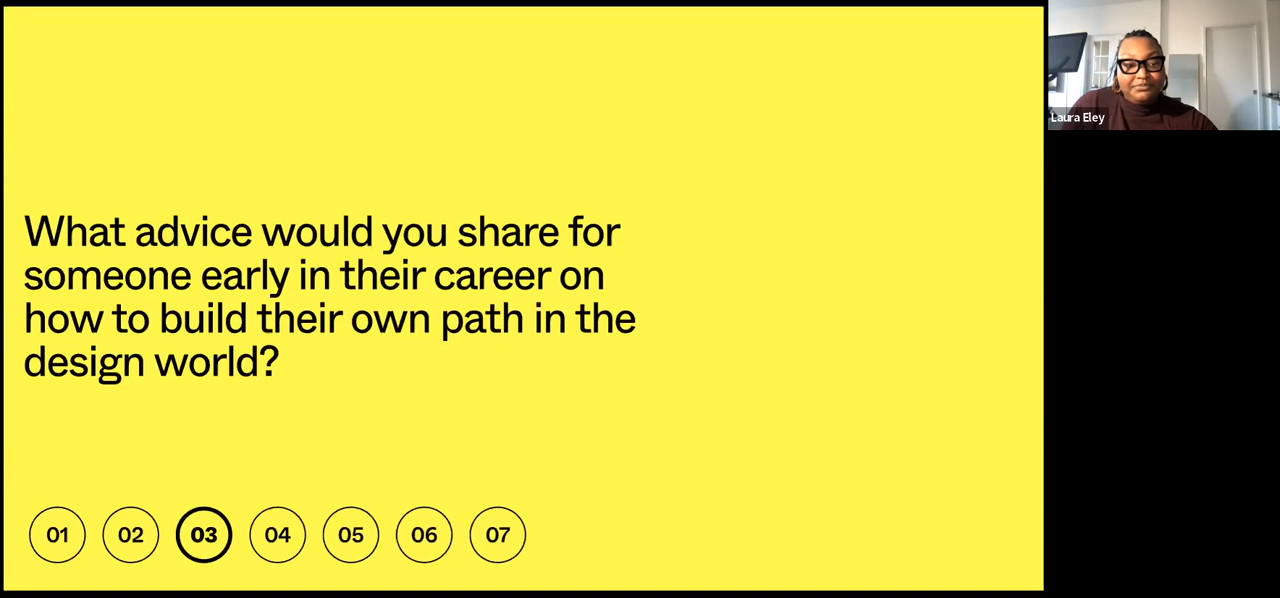 What advice would you share for
someone early in their career on
how to build their own path in the
design world?
01 02 03 04 05 06 07
Laura Eley